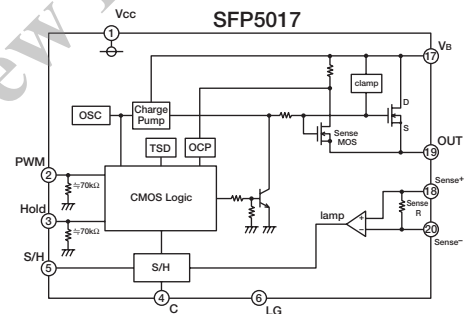 SFP5017
Vcc
1
VB
17
clamp
Charge
Pump
OSC
D
S
Sense
MOS
OUT
19
TSD
OCP
PWM
2
≒70kΩ
CMOS Logic
Sense+
18
Hold
3
≒70kΩ
lamp
+
−
Sense
R
20
Sense−
S/H
5
S/H
4
C
6
LG